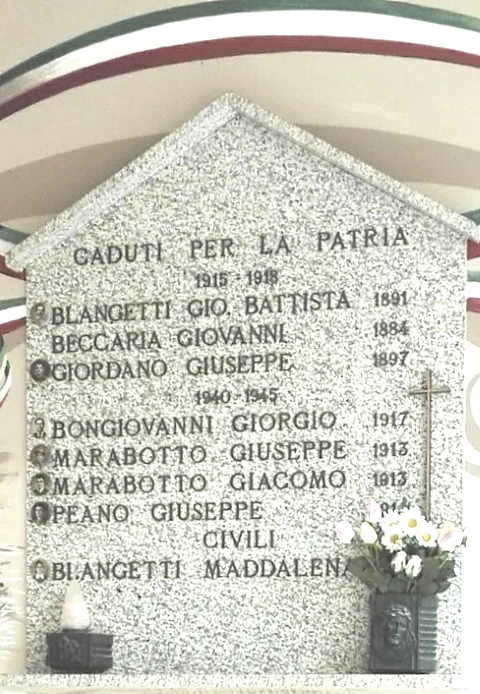 CADUTI PER LA PATRIA
1915-1918
BLANGETTI GIO. BATTISTA 1891
BECCARIA GIOVANNI 1884
GIORDANO GIUSEPPE 1897
1940-1945
BONGIOVANNI GIORGIO 1917
MARABOTTO GIUSEPPE 1913
MARABOTTO GIACOMO 1913
PEANO GIUSEPPE
CIVILI
BLANGETTI MADDALENA